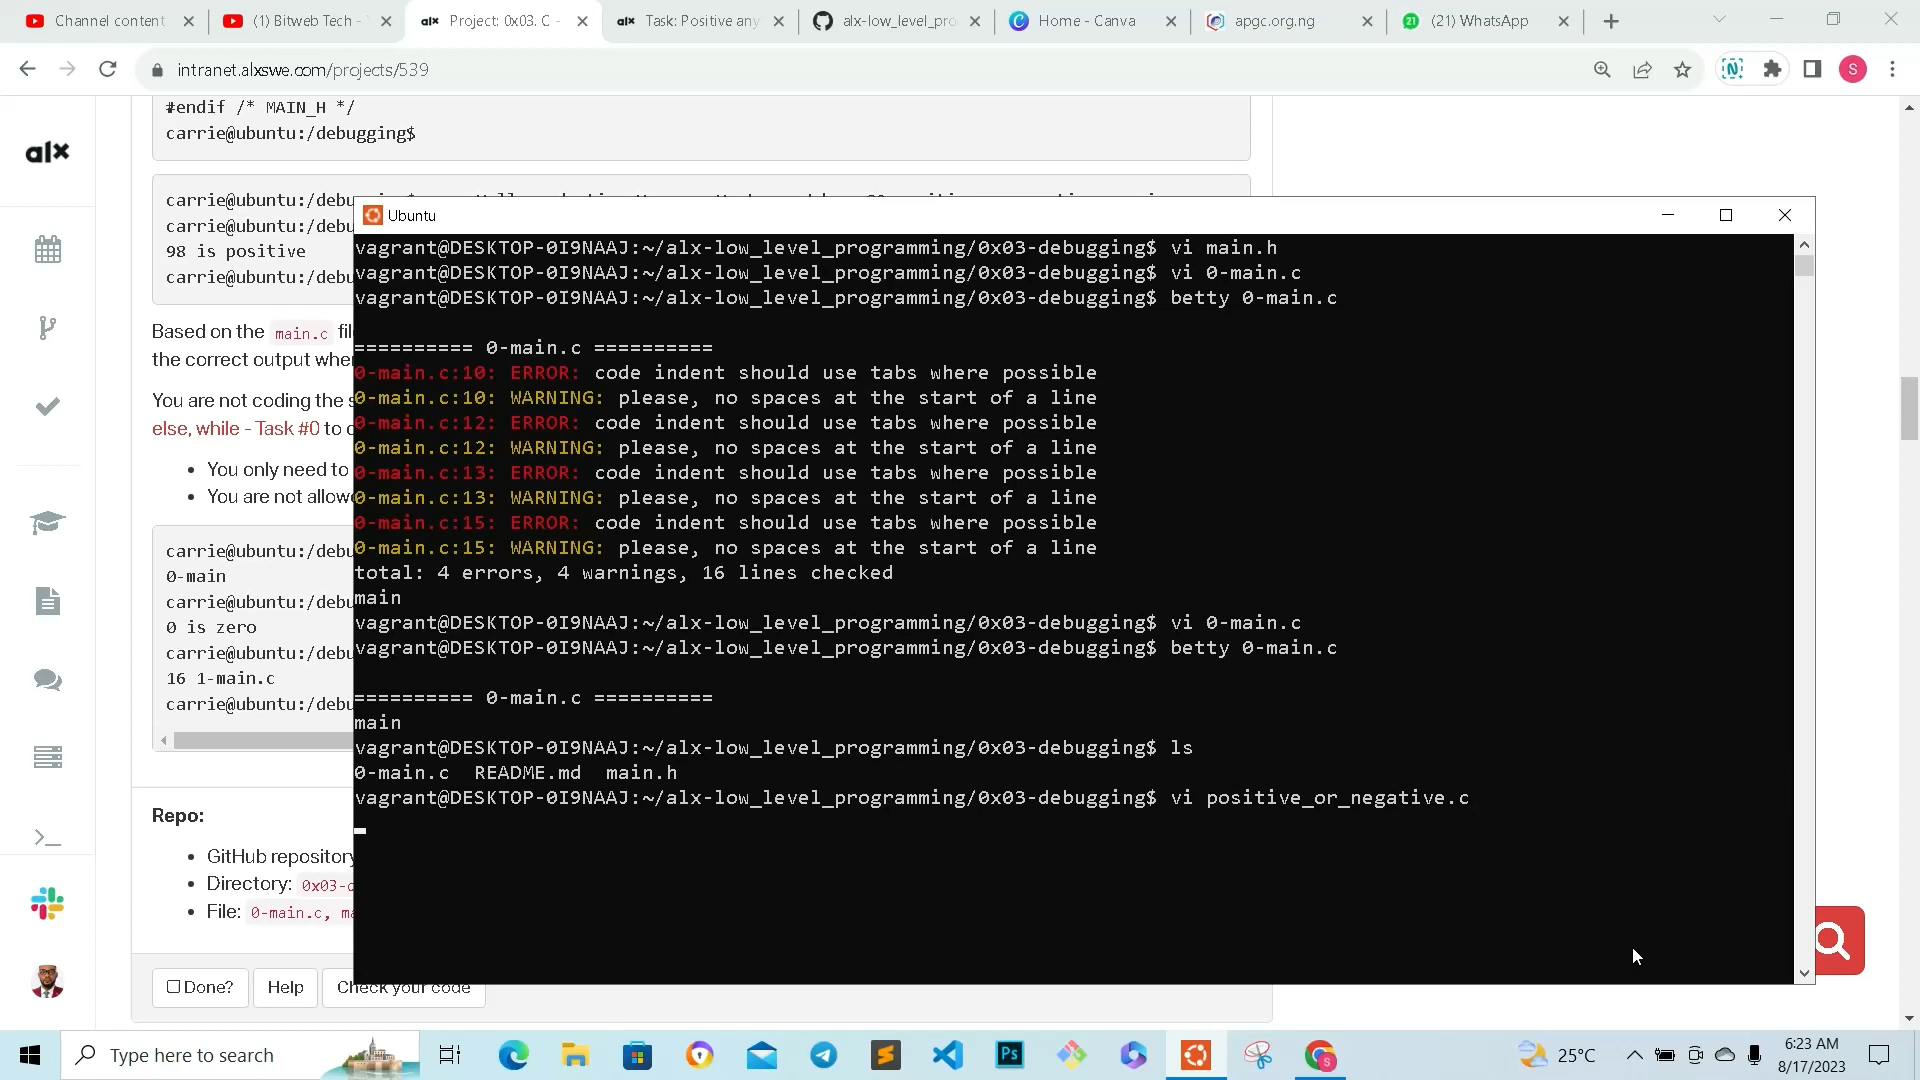 Channel content
(1) Bitweb Tech -
alx Project: 0x03. C -
alx Task: Positive any
alx-low_level_pro
Home - Canva
apgc.org.ng
21 (21) WhatsApp
intranet.alxswe.com/projects/539
S
alx
#endif /* MAIN_H */
carrie@ubuntu:/debugging$
carrie@ubuntu:/debu
carrie@ubuntu:/debu
98 is positive
carrie@ubuntu:/debu
Based on the main.c fil
the correct output whe
You are not coding the s
else, while - Task #0 to c
• You only need to
• You are not allow
carrie@ubuntu:/debu
0-main
carrie@ubuntu:/debu
0 is zero
carrie@ubuntu:/debu
16 1-main.c
carrie@ubuntu:/debu
Repo:
• GitHub repository
• Directory: 0x03-d
• File: 0-main.c, ma
Done?
Help
Check your code
Ubuntu
vagrant@DESKTOP-0I9NAAJ:~/alx-low_level_programming/0x03-debugging$ vi main.h
vagrant@DESKTOP-0I9NAAJ:~/alx-low_level_programming/0x03-debugging$ vi 0-main.c
vagrant@DESKTOP-0I9NAAJ:~/alx-low_level_programming/0x03-debugging$ betty 0-main.c
========== 0-main.c ==========
0-main.c:10: ERROR: code indent should use tabs where possible
0-main.c:10: WARNING: please, no spaces at the start of a line
0-main.c:12: ERROR: code indent should use tabs where possible
0-main.c:12: WARNING: please, no spaces at the start of a line
0-main.c:13: ERROR: code indent should use tabs where possible
0-main.c:13: WARNING: please, no spaces at the start of a line
0-main.c:15: ERROR: code indent should use tabs where possible
0-main.c:15: WARNING: please, no spaces at the start of a line
total: 4 errors, 4 warnings, 16 lines checked
main
vagrant@DESKTOP-0I9NAAJ:~/alx-low_level_programming/0x03-debugging$ vi 0-main.c
vagrant@DESKTOP-0I9NAAJ:~/alx-low_level_programming/0x03-debugging$ betty 0-main.c
========== 0-main.c ==========
main
vagrant@DESKTOP-0I9NAAJ:~/alx-low_level_programming/0x03-debugging$ ls
0-main.c  README.md  main.h
vagrant@DESKTOP-0I9NAAJ:~/alx-low_level_programming/0x03-debugging$ vi positive_or_negative.c
Type here to search
Ps
S
25°C
6:23 AM
8/17/2023